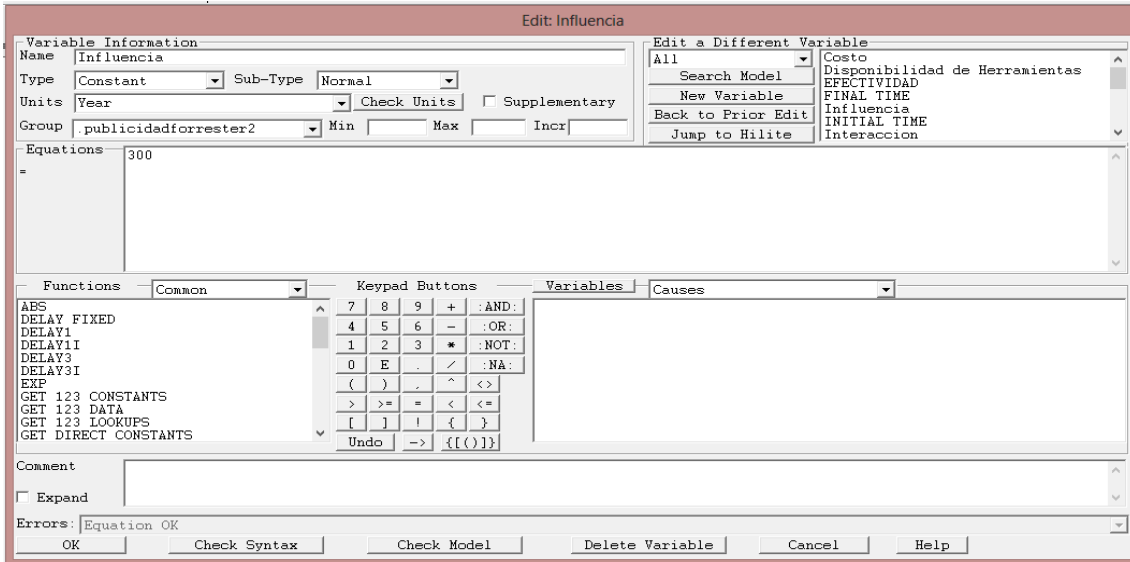 Edit: Influencia
Variable Information
Name Influencia
Type Constant Sub-Type Normal
Units Year Check Units Supplementary
Group .publicidadforrester2 Min Max Incr
Edit a Different Variable
All
Search Model
New Variable
Back to Prior Edit
Jump to Hilite
Costo
Disponibilidad de Herramientas
EFECTIVIDAD
FINAL TIME
Influencia
INITIAL TIME
Interaccion
Equations
=
300
Functions Common
ABS
DELAY FIXED
DELAY1
DELAY1I
DELAY3
DELAY3I
EXP
GET 123 CONSTANTS
GET 123 DATA
GET 123 LOOKUPS
GET DIRECT CONSTANTS
Keypad Buttons
7 8 9 + :AND:
4 5 6 - :OR:
1 2 3 * :NOT:
0 E . / :NA:
( ) , ^ <>
> >= = < <=
[ ] ! { }
Undo -> {[()]}
Variables Causes
Comment
Expand
Errors: Equation OK
OK Check Syntax Check Model Delete Variable Cancel Help